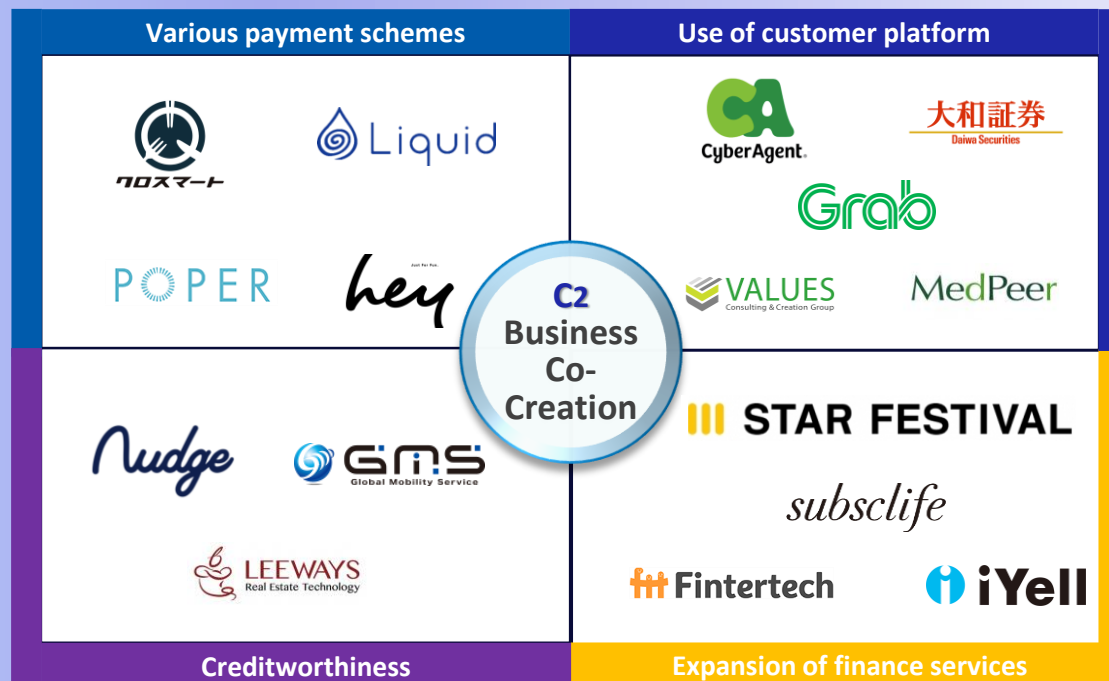 Various payment schemes
Use of customer platform
クロスマート
Liquid
POPER
Just For Fun.
hey
CA
CyberAgent.
大和証券
Daiwa Securities
Grab
VALUES
Consulting & Creation Group
MedPeer
C2
Business
Co-
Creation
Nudge
GMS
Global Mobility Service
LEEWAYS
Real Estate Technology
STAR FESTIVAL
subsclife
Fintertech
iYell
Creditworthiness
Expansion of finance services